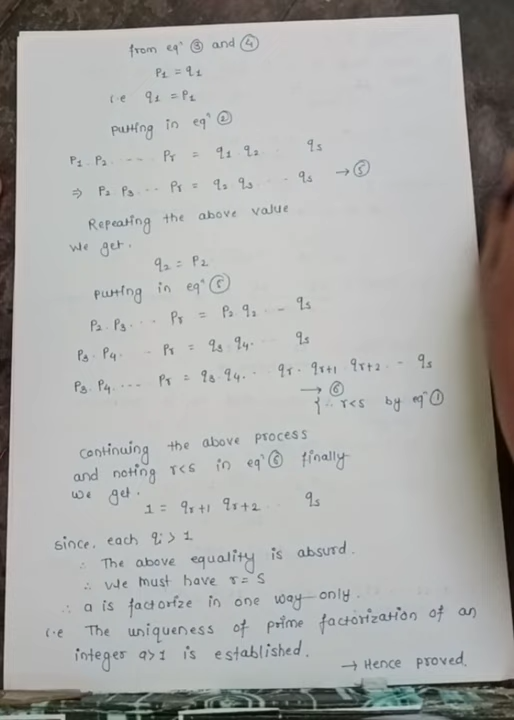 from eqⁿ ③ and ④
P₁ = q₁
i.e q₁ = P₁
putting in eqⁿ ②
P₁. P₂. --- Pr = q₁ q₂. qs
⇒ P₂ P₃... Pr = q₂ q₃ ... qs → ⑤
Repeating the above value
we get.
q₂ = P₂
putting in eqⁿ ⑤
P₂. P₃... Pr = P₂ q₃ .. - qs
P₃. P₄. .. Pr = q₃ q₄. qs
P₃. P₄.... Pr = q₃.q₄... qr. qr+1 qr+2 .. - qs
→ ⑥
{∵ r<s by eqⁿ ①
continuing the above process
and noting r<s in eqⁿ ⑥ finally
we get.
1 = qr+1 qr+2 .. qs
since, each qi > 1
∴ The above equality is absurd.
∴ We must have r = s
∴ a is factorize in one way only.
i.e The uniqueness of prime factorization of an
integer a>1 is established.
→ Hence proved.